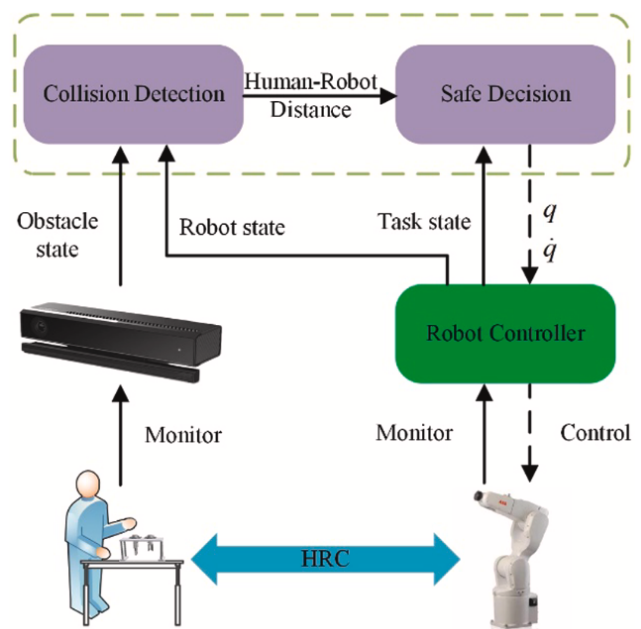 Collision Detection
Human-Robot
Distance
Safe Decision
Obstacle
state
Robot state
Task state
q
q̇
Robot Controller
Monitor
Monitor
Control
HRC